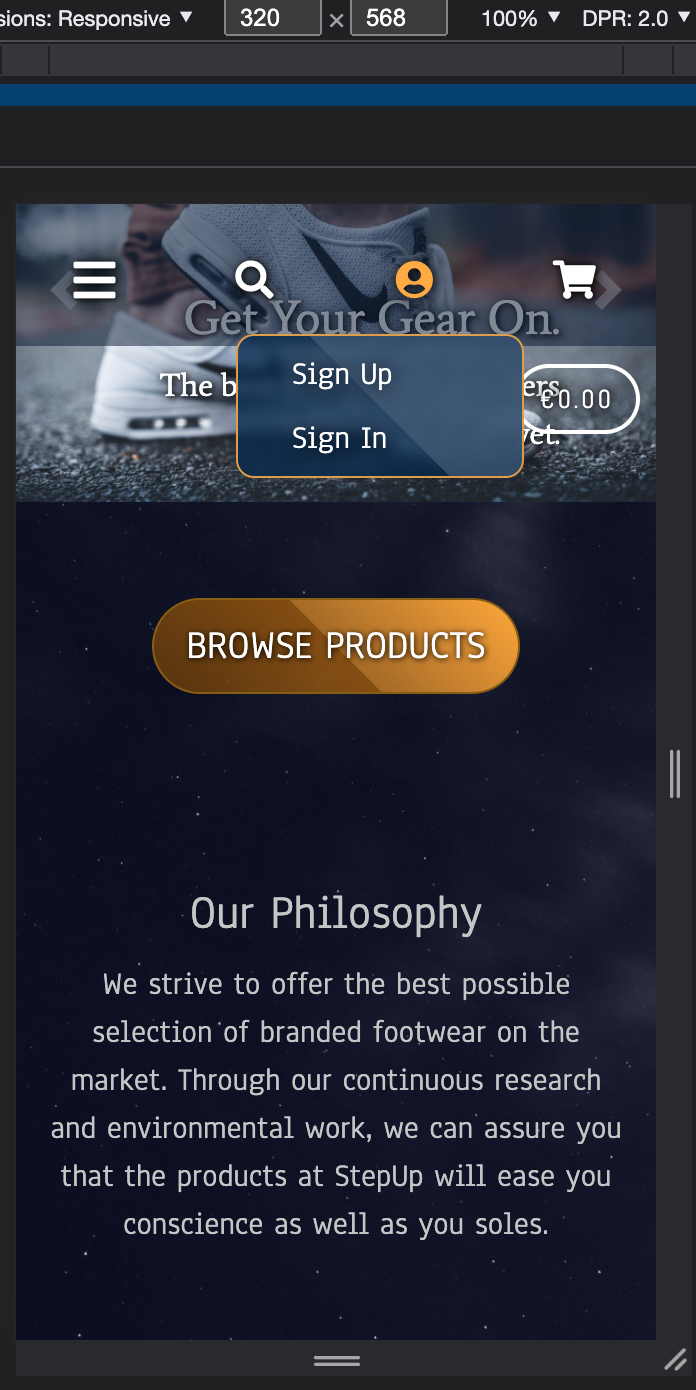 sions: Responsive ▼ 320 × 568 100% ▼ DPR: 2.0 ▼
Get Your Gear On.
The b
ers
€0.00
yet.
Sign Up
Sign In
BROWSE PRODUCTS
Our Philosophy
We strive to offer the best possible
selection of branded footwear on the
market. Through our continuous research
and environmental work, we can assure you
that the products at StepUp will ease you
conscience as well as you soles.